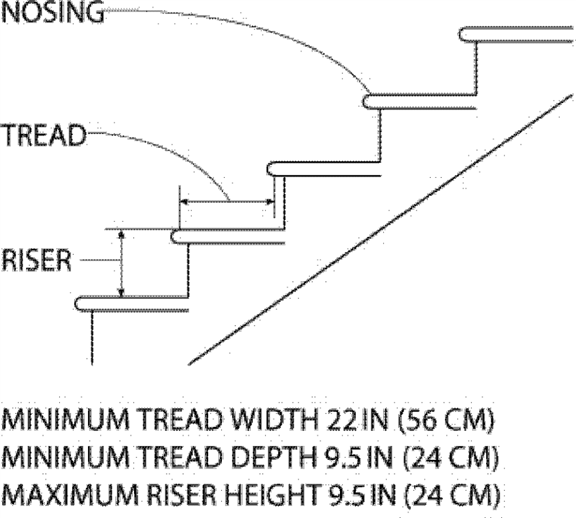 NOSING
TREAD
RISER
MINIMUM TREAD WIDTH 22 IN (56 CM)
MINIMUM TREAD DEPTH 9.5 IN (24 CM)
MAXIMUM RISER HEIGHT 9.5 IN (24 CM)